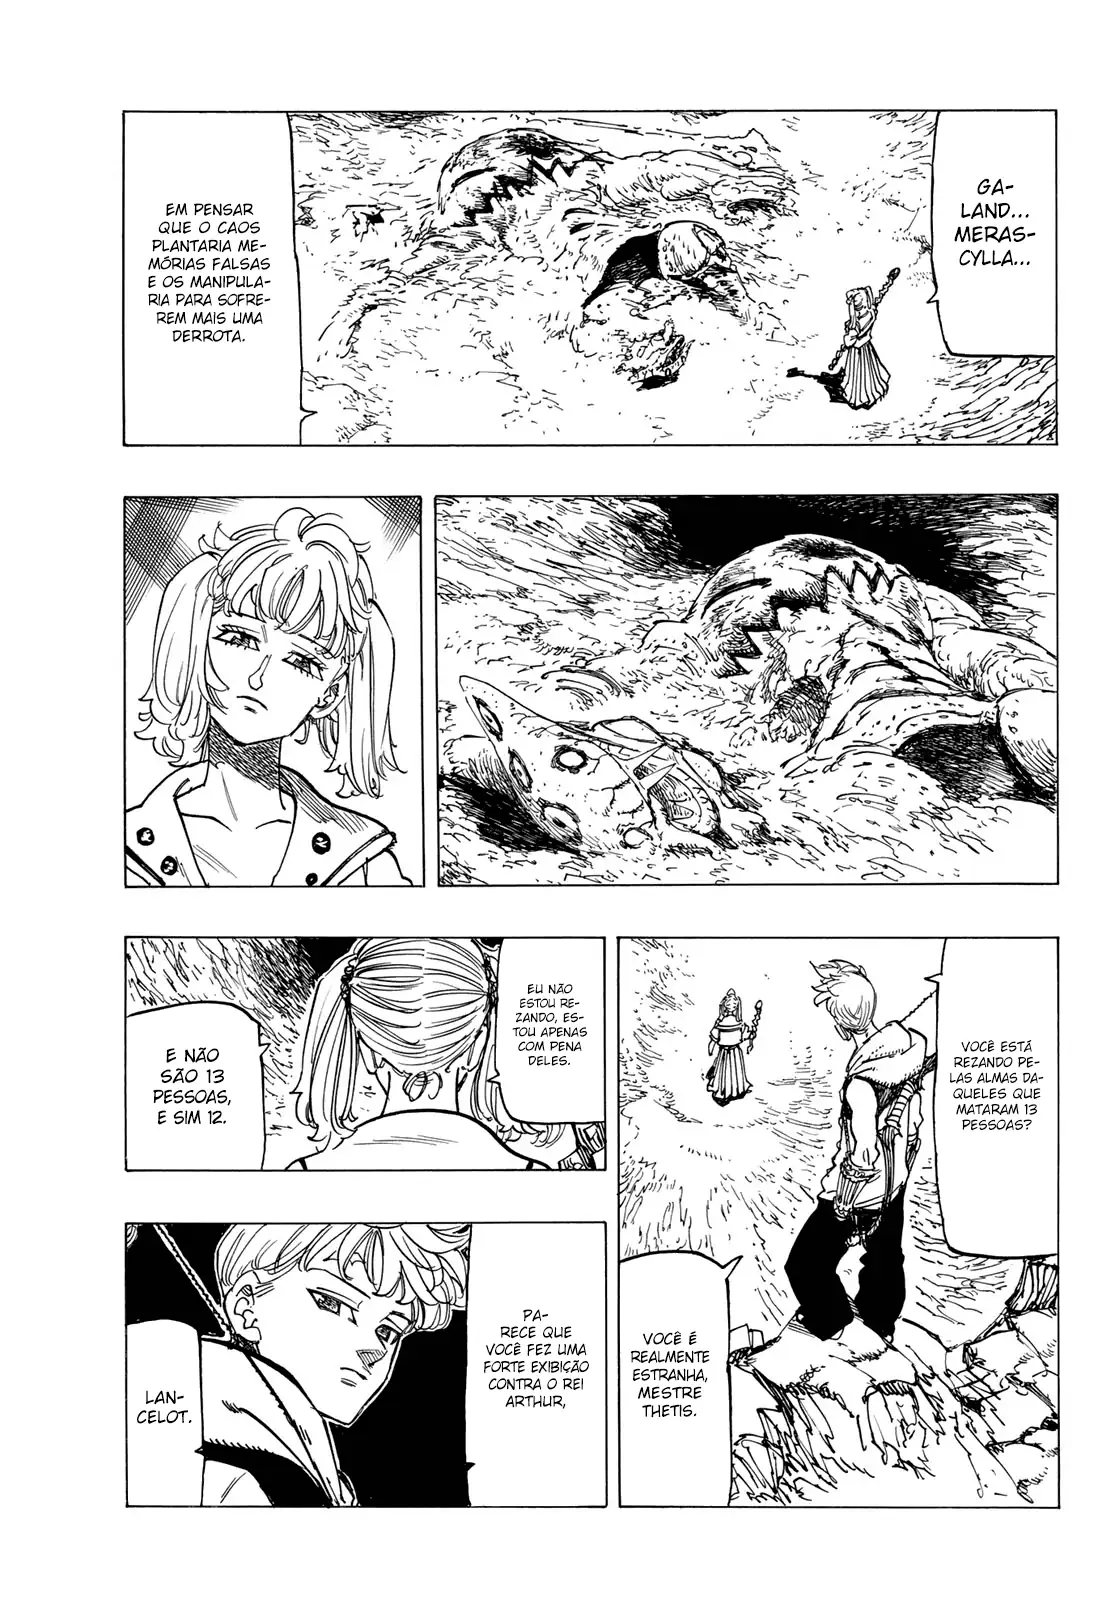 GA-
LAND...
MERAS-
CYLLA...
EM PENSAR
QUE O CAOS
PLANTARIA ME-
MÓRIAS FALSAS
E OS MANIPULA-
RIA PARA SOFRE-
REM MAIS UMA
DERROTA.
VOCÊ ESTÁ
REZANDO PE-
LAS ALMAS DA-
QUELES QUE
MATARAM 13
PESSOAS?
VOCÊ É
REALMENTE
ESTRANHA,
MESTRE
THETIS.
EU NÃO
ESTOU RE-
ZANDO, ES-
TOU APENAS
COM PENA
DELES.
E NÃO
SÃO 13
PESSOAS,
E SIM 12.
PA-
RECE QUE
VOCÊ FEZ UMA
FORTE EXIBIÇÃO
CONTRA O REI
ARTHUR,
LAN-
CELOT.